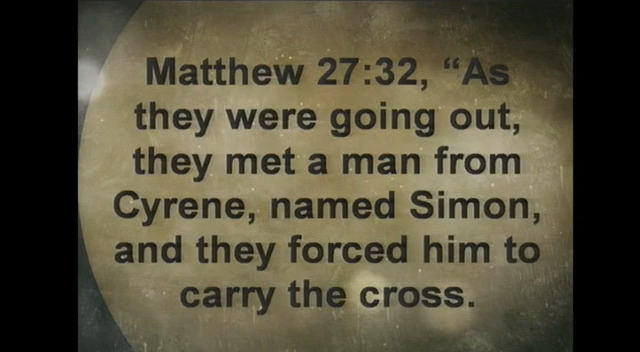 Matthew 27:32, “As
they were going out,
they met a man from
Cyrene, named Simon,
and they forced him to
carry the cross.